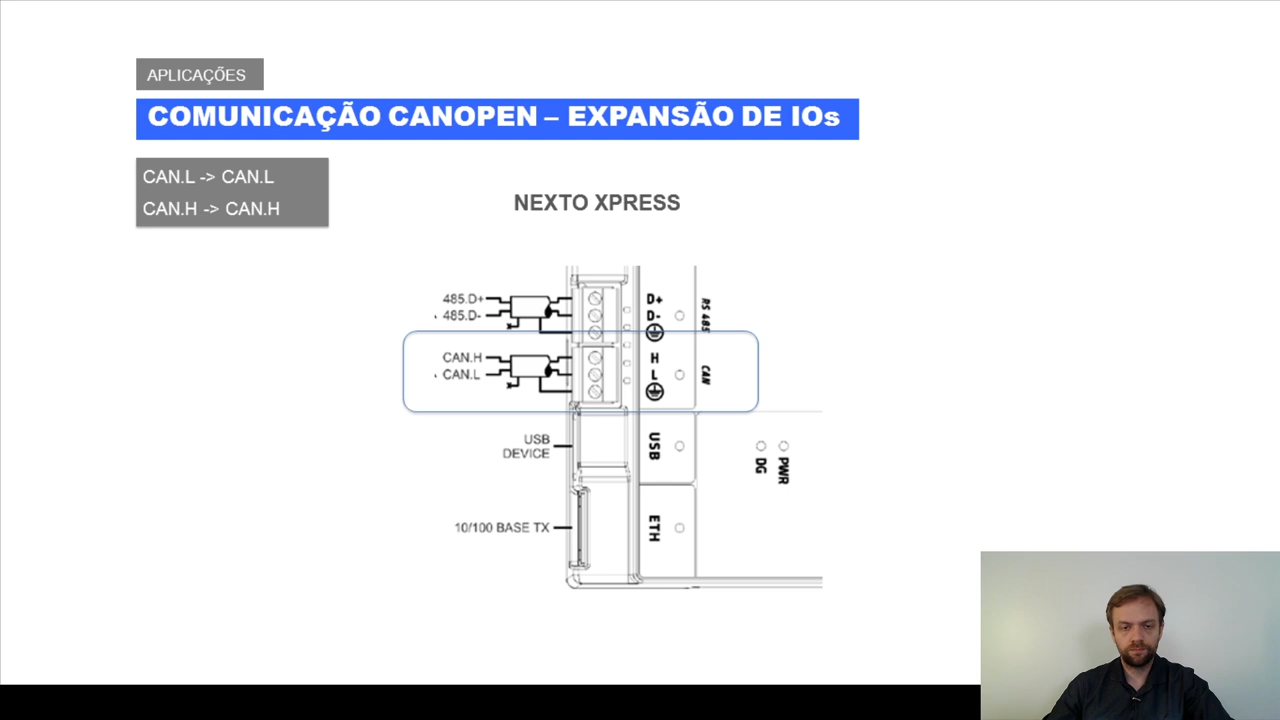 APLICAÇÕES
COMUNICAÇÃO CANOPEN – EXPANSÃO DE IOs
CAN.L -> CAN.L
CAN.H -> CAN.H
NEXTO XPRESS
485.D+
485.D-
D+
D-
RS 485
CAN.H
CAN.L
H
L
CAN
USB
DEVICE
USB
DG
PWR
10/100 BASE TX
ETH